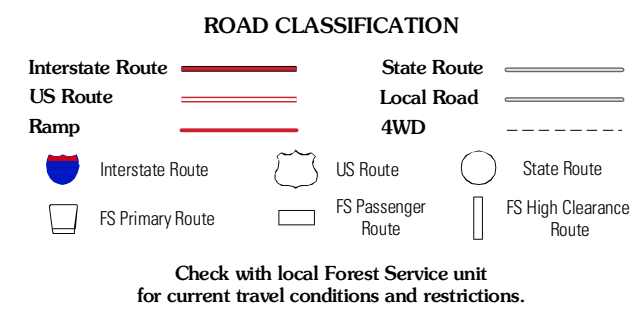 ROAD CLASSIFICATION
Interstate Route
State Route
US Route
Local Road
Ramp
4WD
Interstate Route
US Route
State Route
FS Primary Route
FS Passenger
Route
FS High Clearance
Route
Check with local Forest Service unit
for current travel conditions and restrictions.